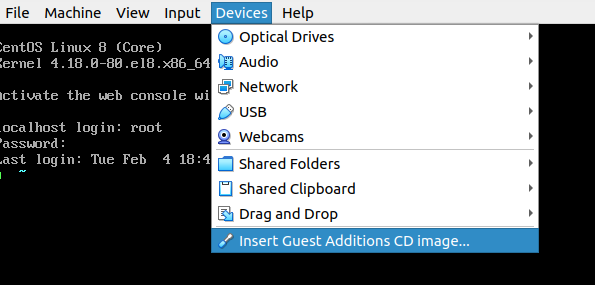 File Machine View Input Devices Help
CentOS Linux 8 (Core)
Kernel 4.18.0-80.el8.x86_64
Activate the web console wi
localhost login: root
Password:
Last login: Tue Feb 4 18:4
~
Optical Drives
Audio
Network
USB
Webcams
Shared Folders
Shared Clipboard
Drag and Drop
Insert Guest Additions CD image...